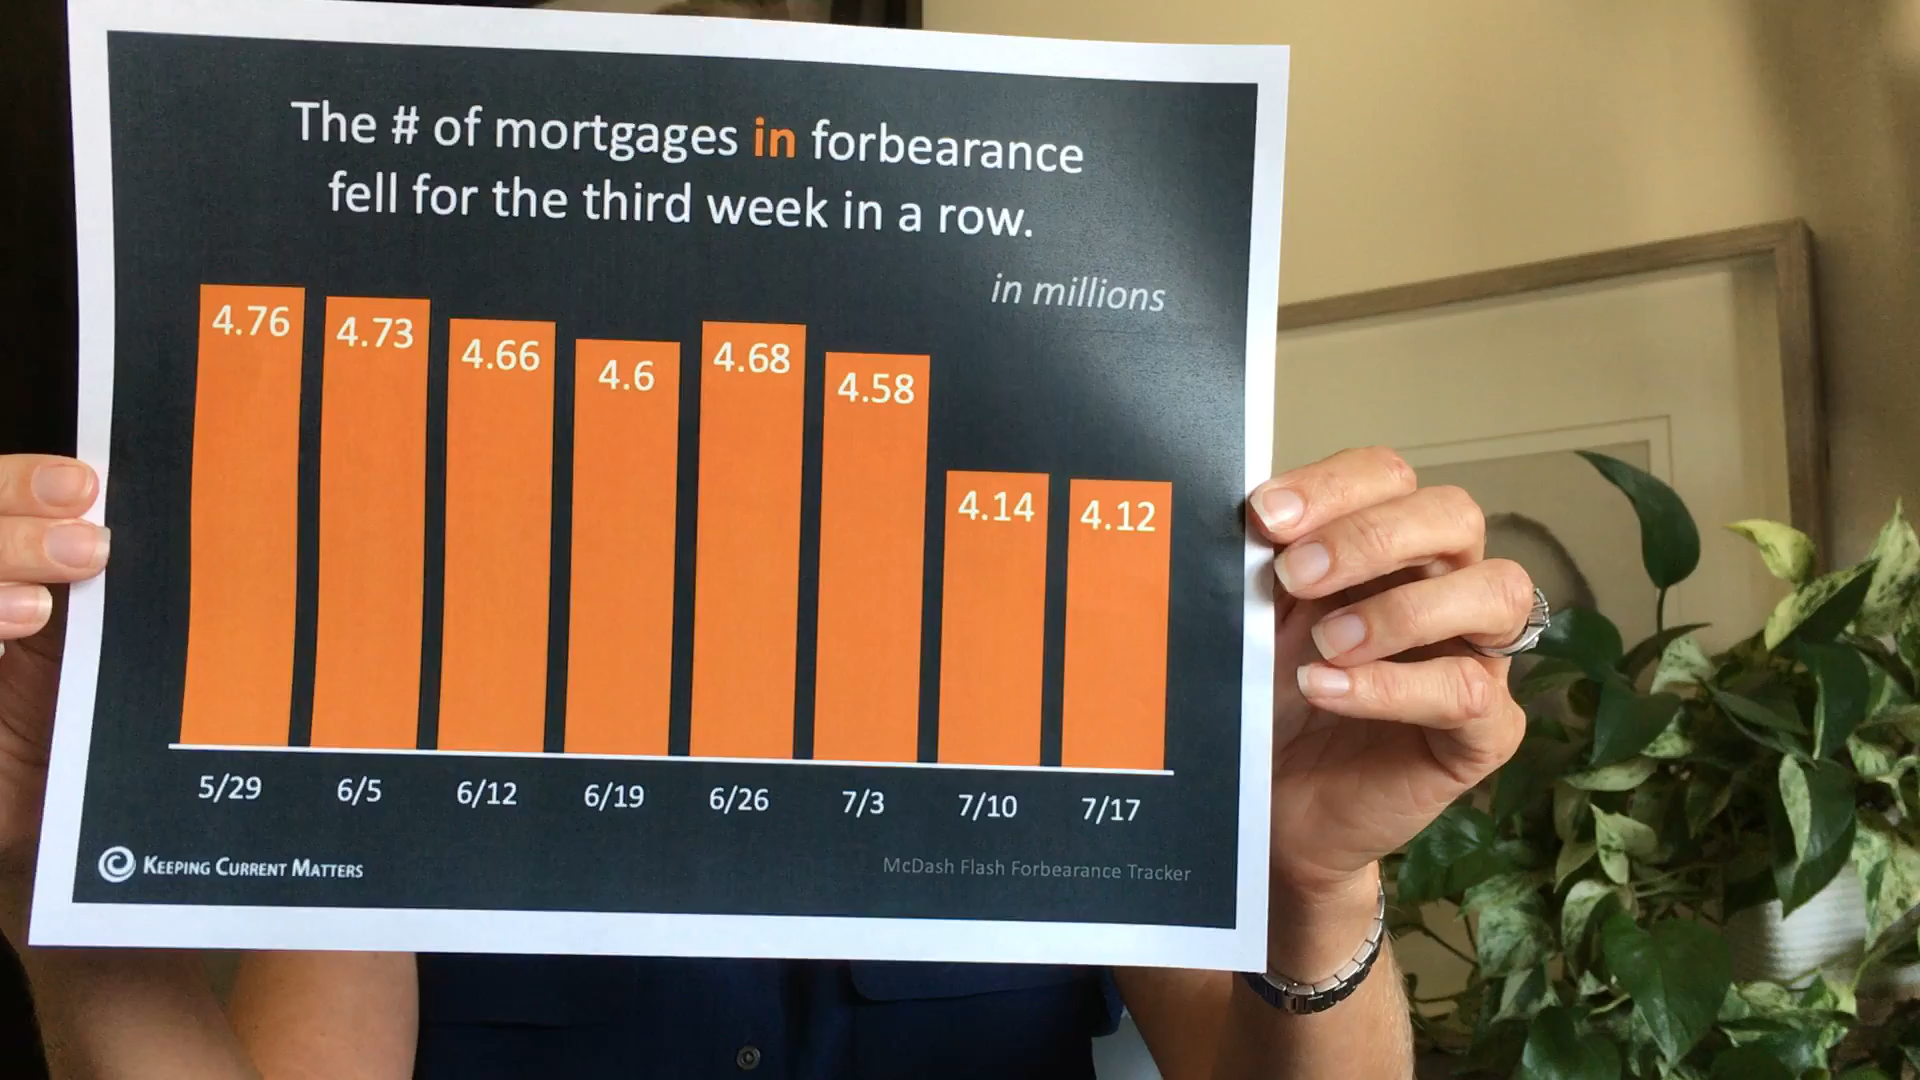 The # of mortgages in forbearance
fell for the third week in a row.
in millions
4.76 4.73 4.66 4.6 4.68 4.58 4.14 4.12
5/29 6/5 6/12 6/19 6/26 7/3 7/10 7/17
KEEPING CURRENT MATTERS
McDash Flash Forbearance Tracker